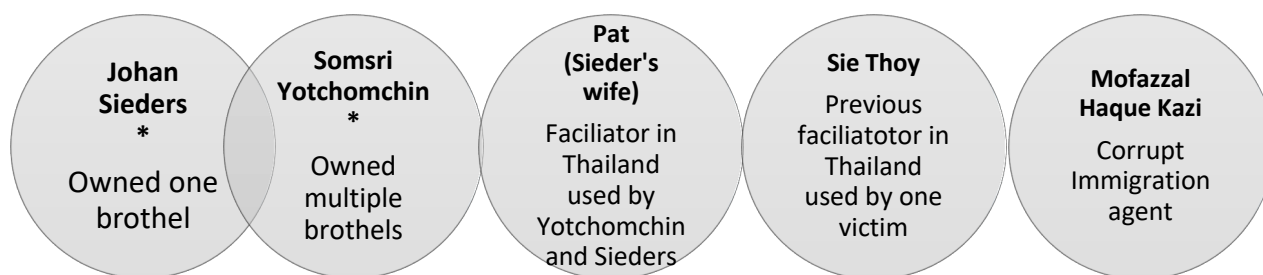 Johan
Sieders
*
Owned one
brothel
Somsri
Yotchomchin
*
Owned
multiple
brothels
Pat
(Sieder's
wife)
Faciliator in
Thailand
used by
Yotchomchin
and Sieders
Sie Thoy
Previous
faciliatotor in
Thailand
used by one
victim
Mofazzal
Haque Kazi
Corrupt
Immigration
agent